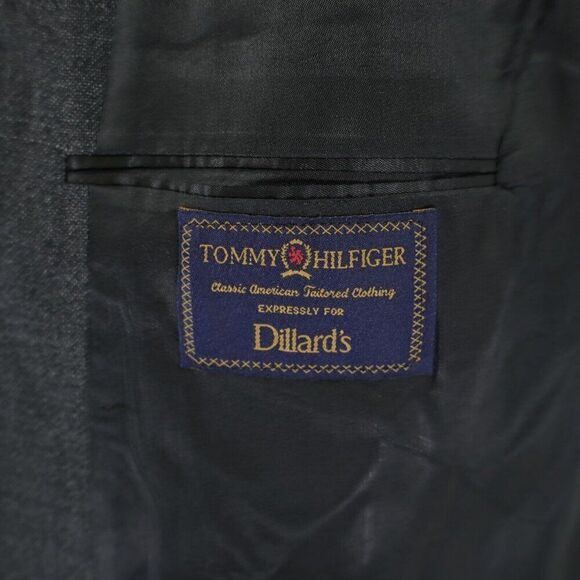 TOMMY HILFIGER
Classic American Tailored Clothing
EXPRESSLY FOR
Dillard's